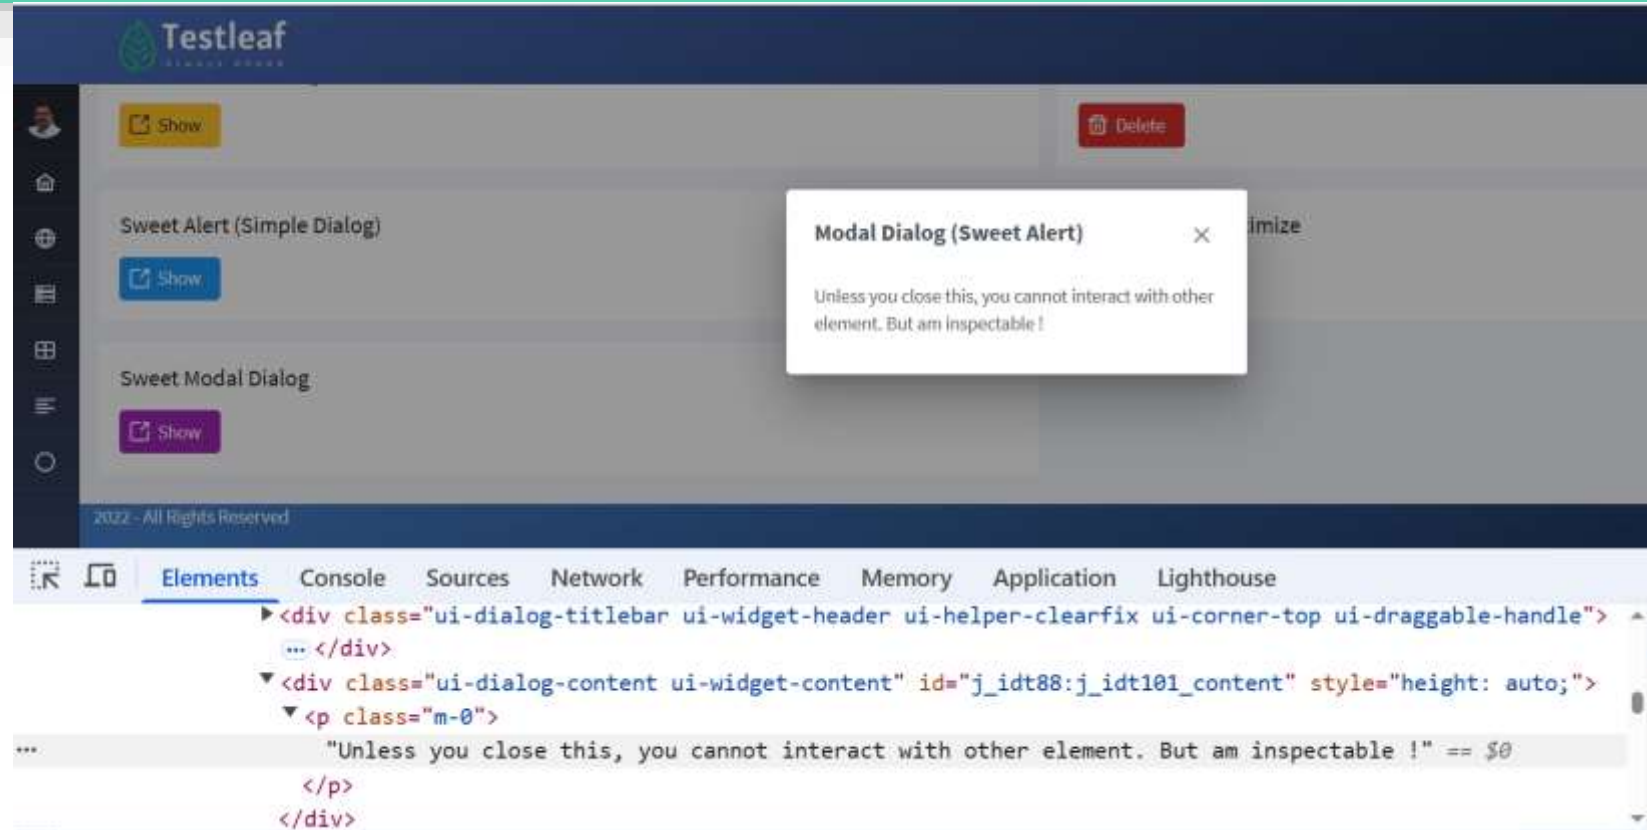 Testleaf
Show
Delete
Sweet Alert (Simple Dialog)
imize
Show
Modal Dialog (Sweet Alert)
Unless you close this, you cannot interact with other
element. But am inspectable !
Sweet Modal Dialog
Show
2022 - All Rights Reserved
Elements Console Sources Network Performance Memory Application Lighthouse
<div class="ui-dialog-titlebar ui-widget-header ui-helper-clearfix ui-corner-top ui-draggable-handle">
… </div>
<div class="ui-dialog-content ui-widget-content" id="j_idt88:j_idt101_content" style="height: auto;">
<p class="m-0">
"Unless you close this, you cannot interact with other element. But am inspectable !" == $0
</p>
</div>